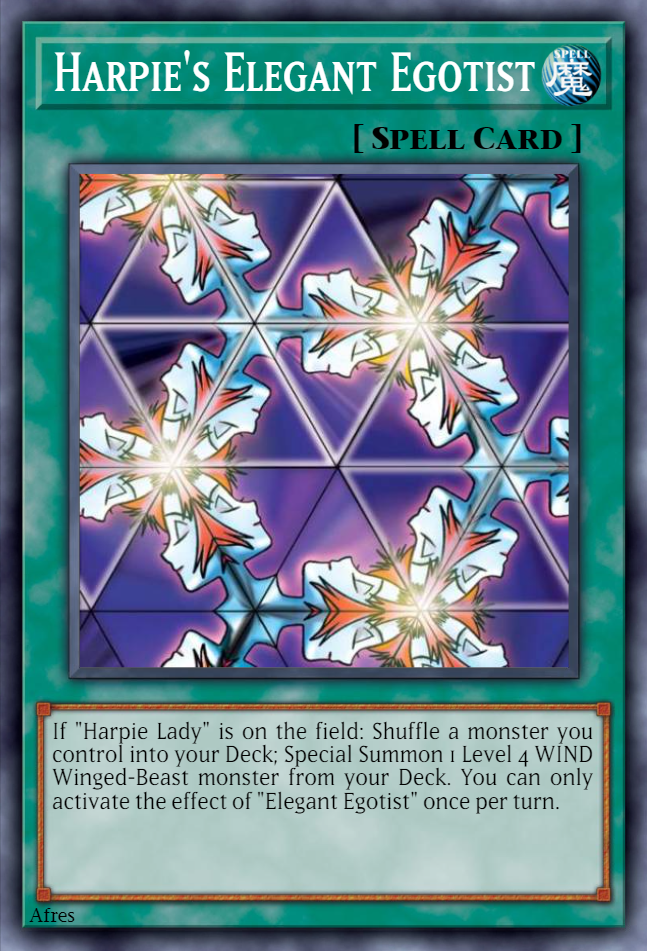 Harpie's Elegant Egotist
SPELL
魔
[ Spell Card ]
If "Harpie Lady" is on the field: Shuffle a monster you
control into your Deck; Special Summon 1 Level 4 WIND
Winged-Beast monster from your Deck. You can only
activate the effect of "Elegant Egotist" once per turn.
Afres